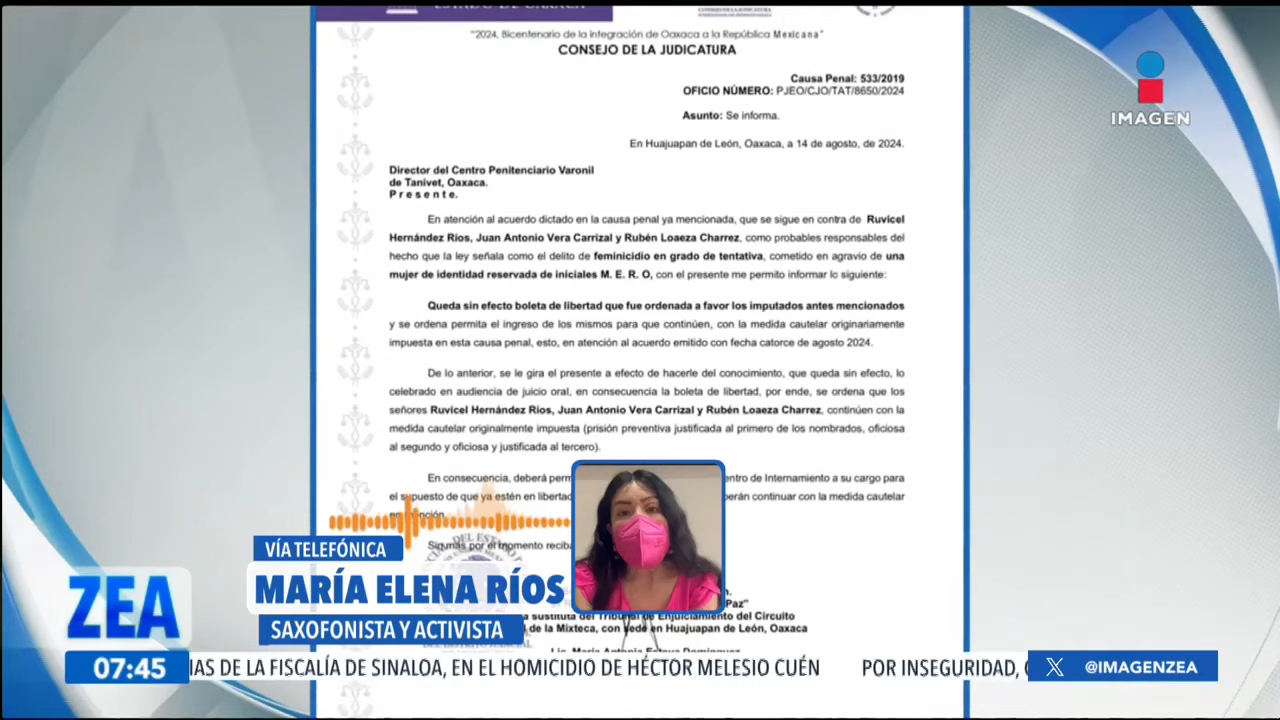 ESTADO DE OAXACA
"2024, Bicentenario de la integración de Oaxaca a la República Mexicana"
CONSEJO DE LA JUDICATURA
Causa Penal: 533/2019
OFICIO NÚMERO: PJEO/CJO/TAT/8650/2024
Asunto: Se informa.
En Huajuapan de León, Oaxaca, a 14 de agosto, de 2024.
Director del Centro Penitenciario Varonil
de Tanivet, Oaxaca.
P r e s e n t e.
En atención al acuerdo dictado en la causa penal ya mencionada, que se sigue en contra de Ruvicel
Hernández Ríos, Juan Antonio Vera Carrizal y Rubén Loaeza Charrez, como probables responsables del
hecho que la ley señala como el delito de feminicidio en grado de tentativa, cometido en agravio de una
mujer de identidad reservada de iniciales M. E. R. O, con el presente me permito informar lo siguiente:
Queda sin efecto boleta de libertad que fue ordenada a favor los imputados antes mencionados
y se ordena permita el ingreso de los mismos para que continúen, con la medida cautelar originariamente
impuesta en esta causa penal, esto, en atención al acuerdo emitido con fecha catorce de agosto 2024.
De lo anterior, se le gira el presente a efecto de hacerle del conocimiento, que queda sin efecto, lo
celebrado en audiencia de juicio oral, en consecuencia la boleta de libertad, por ende, se ordena que los
señores Ruvicel Hernández Ríos, Juan Antonio Vera Carrizal y Rubén Loaeza Charrez, continúen con la
medida cautelar originalmente impuesta (prisión preventiva justificada al primero de los nombrados, oficiosa
al segundo y oficiosa y justificada al tercero).
En consecuencia, deberá perm entro de Internamiento a su cargo para
el supuesto de que ya estén en libertad erán continuar con la medida cautelar
en
Sin más por el momento recib
Paz"
a sustituta del Tribunal de Enjuiciamiento del Circuito
l de la Mixteca, con sede en Huajuapan de León, Oaxaca
IMAGEN
VÍA TELEFÓNICA
MARÍA ELENA RÍOS
SAXOFONISTA Y ACTIVISTA
ZEA
07:45
IAS DE LA FISCALÍA DE SINALOA, EN EL HOMICIDIO DE HÉCTOR MELESIO CUÉN POR INSEGURIDAD,
X @IMAGENZEA